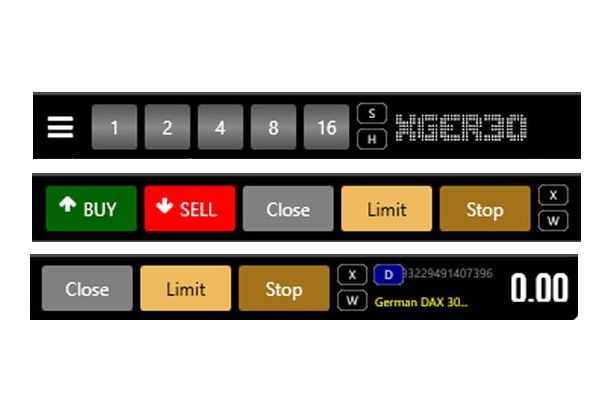 1 2 4 8 16 S XGER30
H
BUY SELL Close Limit Stop X
W
Close Limit Stop X D 93229491407396 0.00
W German DAX 30...